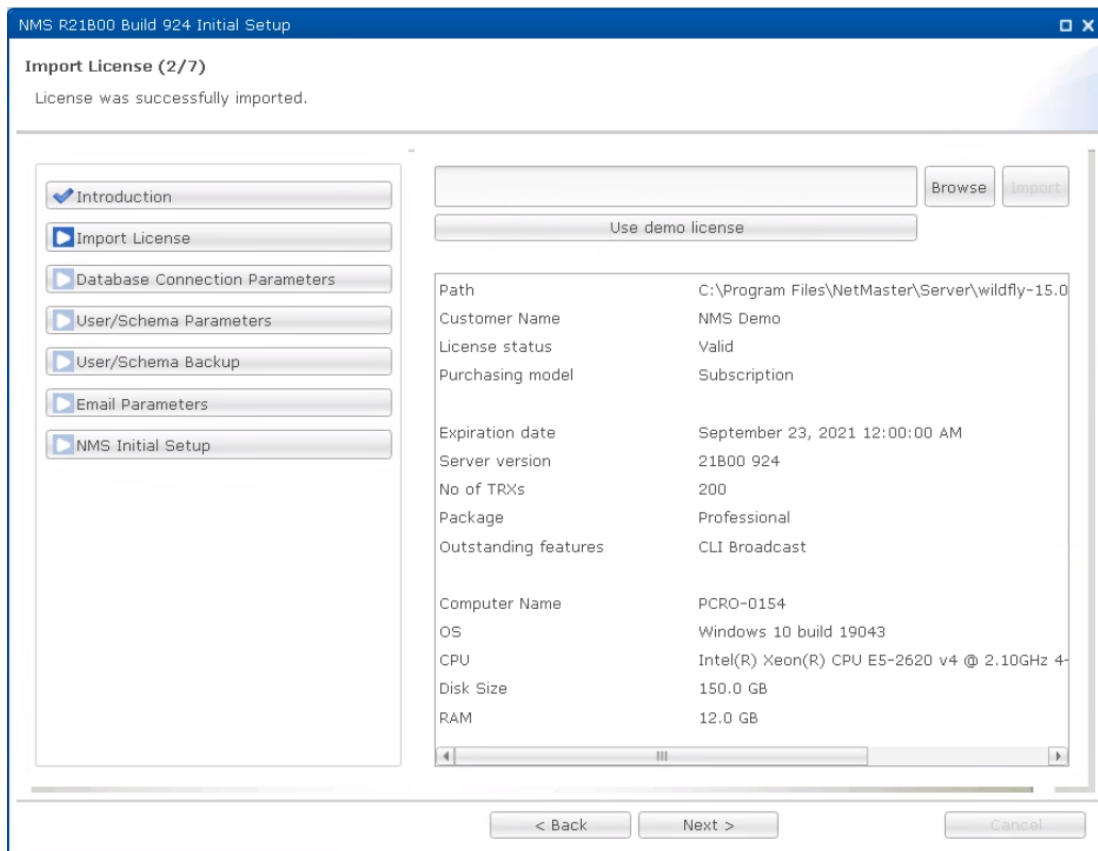 NMS R21B00 Build 924 Initial Setup
Import License (2/7)
License was successfully imported.
Introduction
Import License
Database Connection Parameters
User/Schema Parameters
User/Schema Backup
Email Parameters
NMS Initial Setup
Browse
Import
Use demo license
Path C:\Program Files\NetMaster\Server\wildfly-15.0
Customer Name NMS Demo
License status Valid
Purchasing model Subscription
Expiration date September 23, 2021 12:00:00 AM
Server version 21B00 924
No of TRXs 200
Package Professional
Outstanding features CLI Broadcast
Computer Name PCRO-0154
OS Windows 10 build 19043
CPU Intel(R) Xeon(R) CPU E5-2620 v4 @ 2.10GHz 4-
Disk Size 150.0 GB
RAM 12.0 GB
< Back Next > Cancel